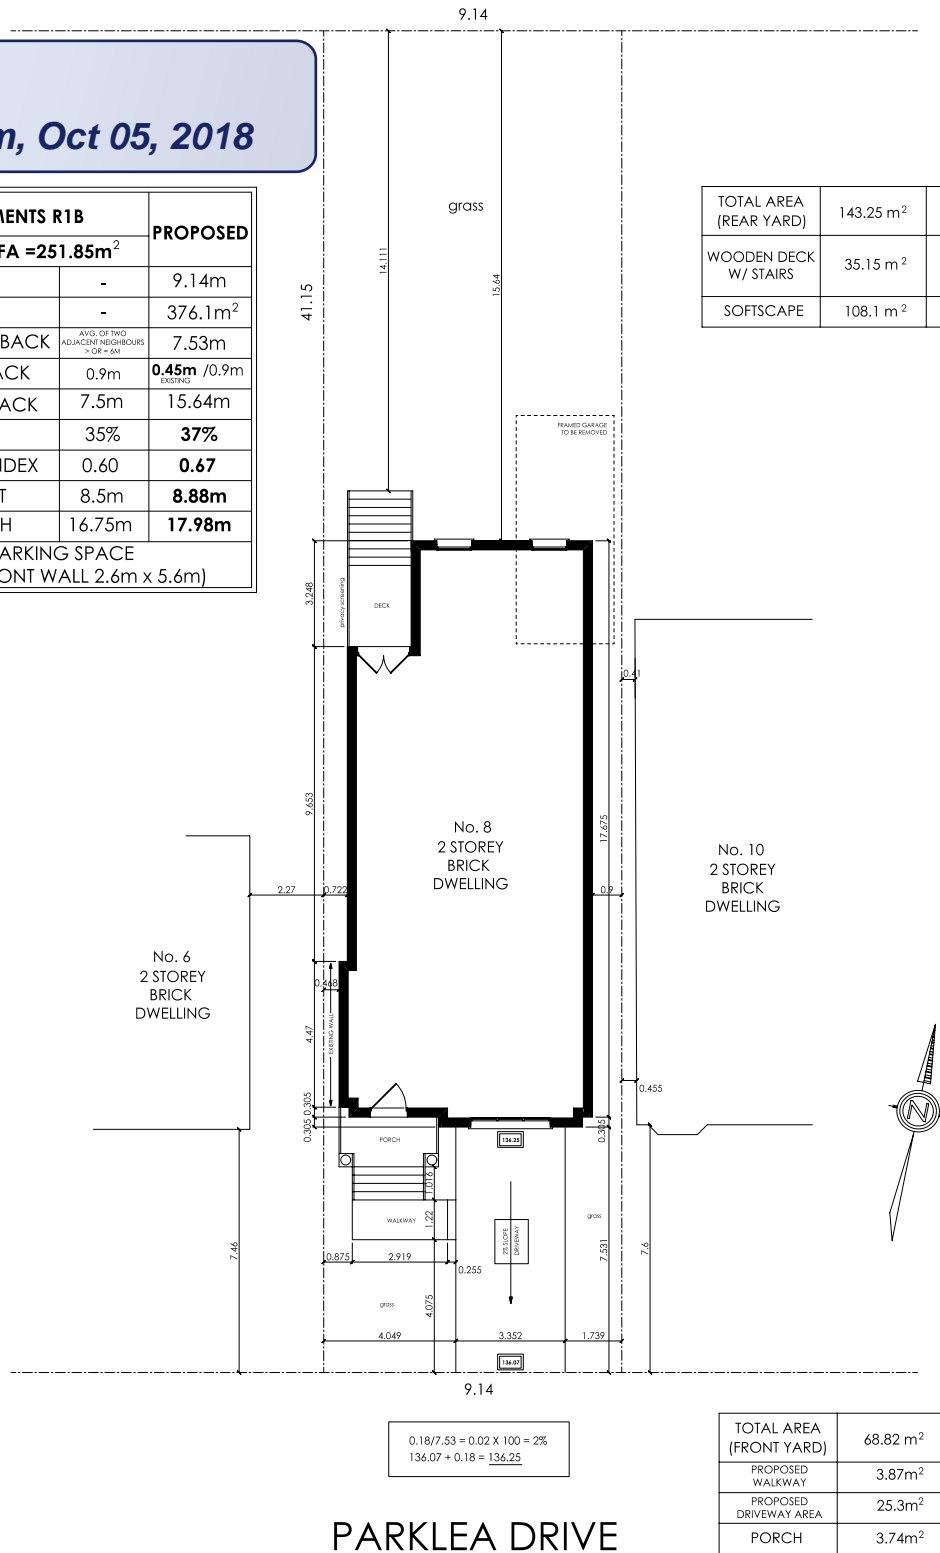 9.14
m, Oct 05, 2018
MENTS R1B
PROPOSED
FA =251.85m²
- 9.14m
- 376.1m²
BACK AVG. OF TWO ADJACENT NEIGHBOURS > OR = 6M 7.53m
ACK 0.9m 0.45m /0.9m
EXISTING
ACK 7.5m 15.64m
35% 37%
NDEX 0.60 0.67
T 8.5m 8.88m
H 16.75m 17.98m
ARKING SPACE
ONT WALL 2.6m x 5.6m)
grass
14.111
15.64
41.15
TOTAL AREA
(REAR YARD) 143.25 m²
WOODEN DECK
W/ STAIRS 35.15 m²
SOFTSCAPE 108.1 m²
FRAMED GARAGE
TO BE REMOVED
3.248
privacy screening
DECK
0.41
9.653
17.675
No. 8
2 STOREY
BRICK
DWELLING
No. 10
2 STOREY
BRICK
DWELLING
2.27
0.722
0.9
No. 6
2 STOREY
BRICK
DWELLING
0.468
EXISTING WALL
4.47
0.455
N
0.305
0.305
0.305
PORCH
136.25
1.016
WALKWAY
1.22
2% SLOPE
DRIVEWAY
grass
7.46
7.531
7.6
0.875
2.919
0.255
grass
4.075
4.049
3.352
1.739
136.07
9.14
0.18/7.53 = 0.02 X 100 = 2%
136.07 + 0.18 = 136.25
TOTAL AREA
(FRONT YARD) 68.82 m²
PROPOSED
WALKWAY 3.87m²
PROPOSED
DRIVEWAY AREA 25.3m²
PORCH 3.74m²
PARKLEA DRIVE